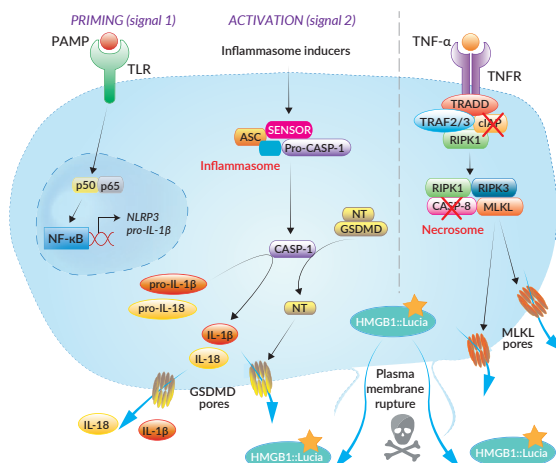 PRIMING (signal 1)
ACTIVATION (signal 2)
PAMP
TLR
Inflammasome inducers
TNF-α
TNFR
TRADD
TRAF2/3
cIAP
RIPK1
ASC
SENSOR
Pro-CASP-1
Inflammasome
p50
p65
NF-κB
NLRP3
pro-IL-1β
RIPK1
RIPK3
CASP-8
MLKL
Necrosome
NT
GSDMD
CASP-1
pro-IL-1β
pro-IL-18
NT
IL-1β
IL-18
HMGB1::Lucia
MLKL
pores
GSDMD
pores
Plasma
membrane
rupture
IL-18
IL-1β
HMGB1::Lucia
HMGB1::Lucia